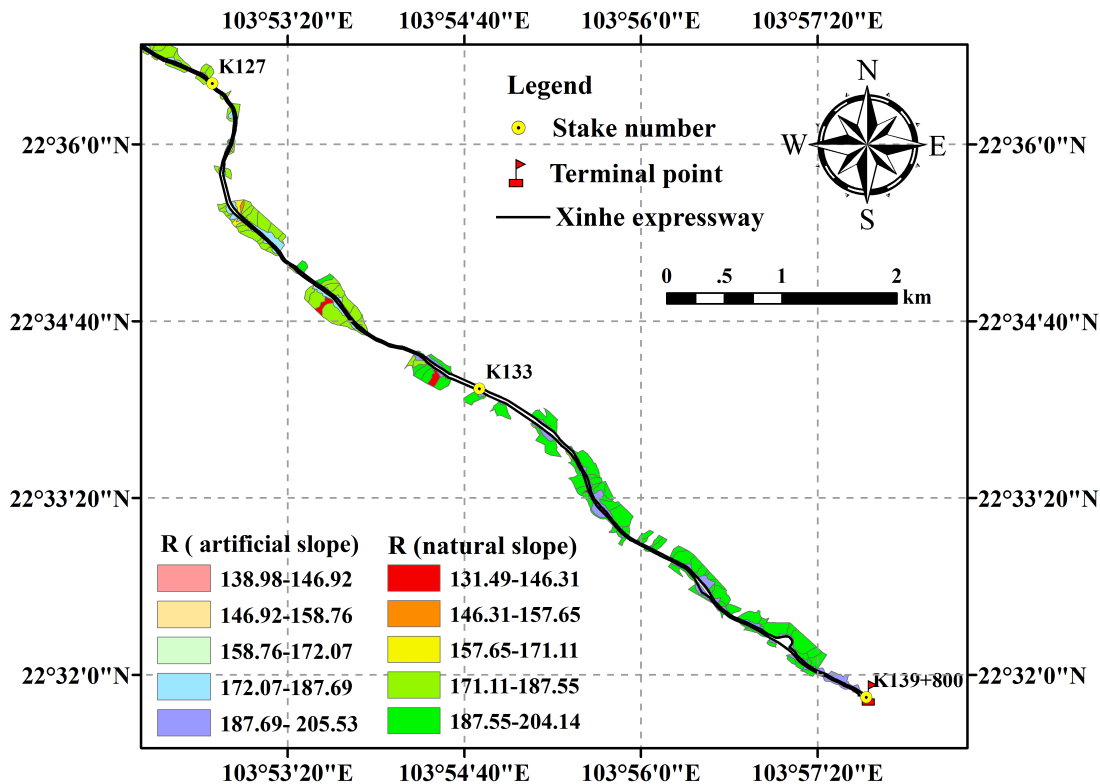 103°53'20"E 103°54'40"E 103°56'0"E 103°57'20"E
K127
N
Legend
Stake number
22°36'0"N W E 22°36'0"N
Terminal point
S
Xinhe expressway
0 .5 1 2
km
22°34'40"N 22°34'40"N
K133
22°33'20"N 22°33'20"N
R ( artificial slope) R (natural slope)
138.98-146.92 131.49-146.31
146.92-158.76 146.31-157.65
158.76-172.07 157.65-171.11
172.07-187.69 171.11-187.55
187.69- 205.53 187.55-204.14
22°32'0"N K139+800 22°32'0"N
103°53'20"E 103°54'40"E 103°56'0"E 103°57'20"E